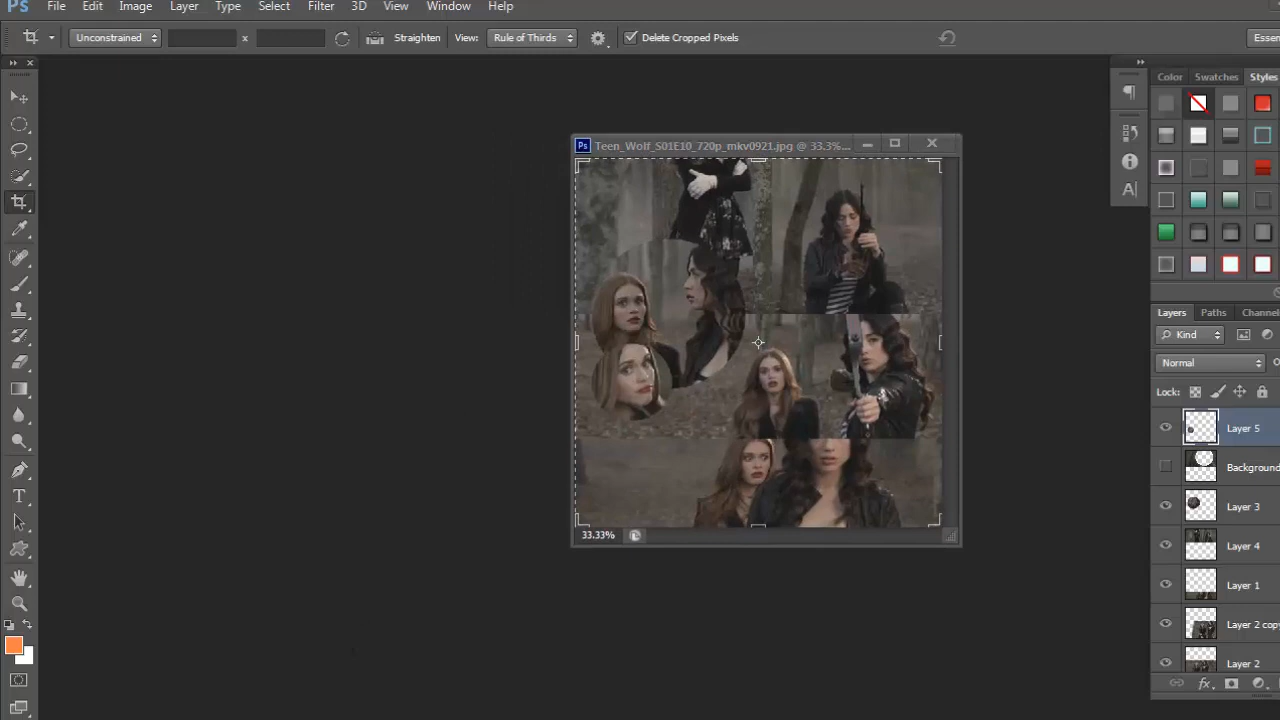 Ps File Edit Image Layer Type Select Filter 3D View Window Help
Unconstrained x Straighten View: Rule of Thirds Delete Cropped Pixels Essen
Color Swatches Styles
Ps Teen_Wolf_S01E10_720p_mkv0921.jpg @ 33.3%...
A
T
33.33%
Layers Paths Channel
Kind
Normal
Lock:
Layer 5
Background
Layer 3
Layer 4
Layer 1
Layer 2 copy
Layer 2
fx